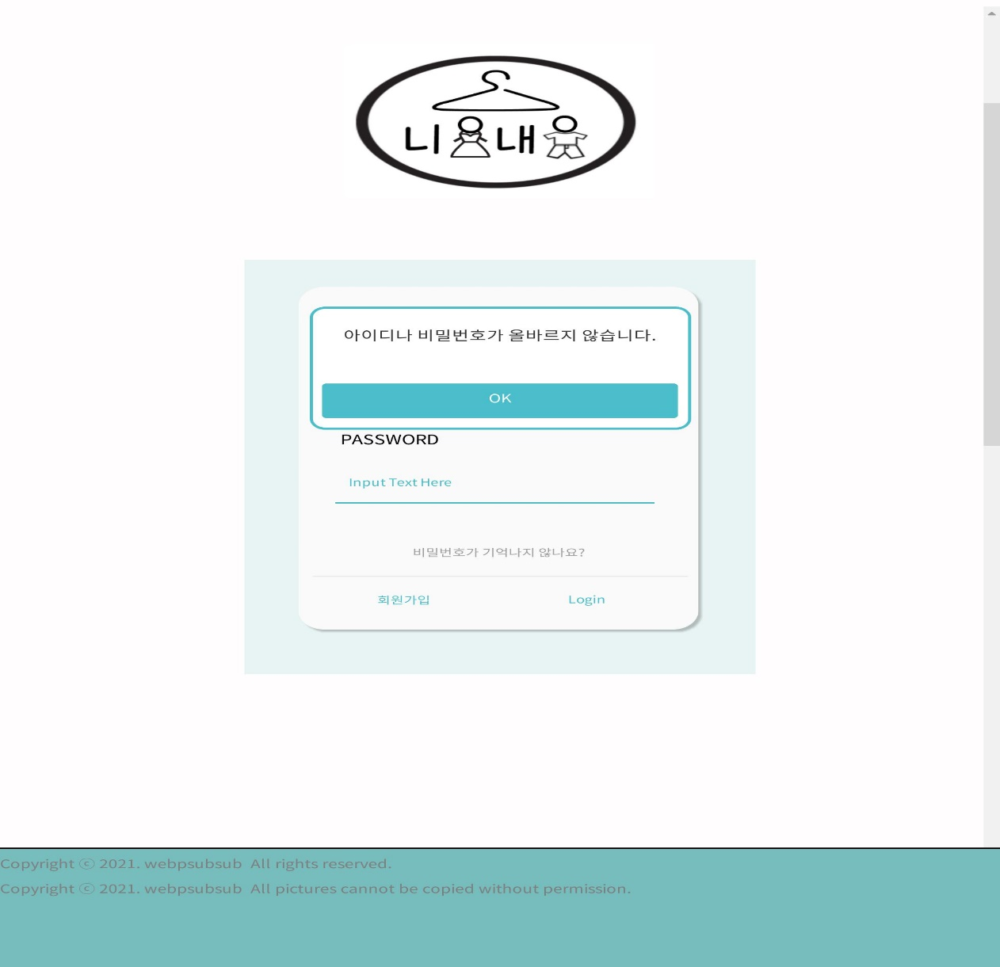 니옷내옷
아이디나 비밀번호가 올바르지 않습니다.
OK
PASSWORD
Input Text Here
비밀번호가 기억나지 않나요?
회원가입 Login
Copyright ⓒ 2021. webpsubsub  All rights reserved.
Copyright ⓒ 2021. webpsubsub  All pictures cannot be copied without permission.